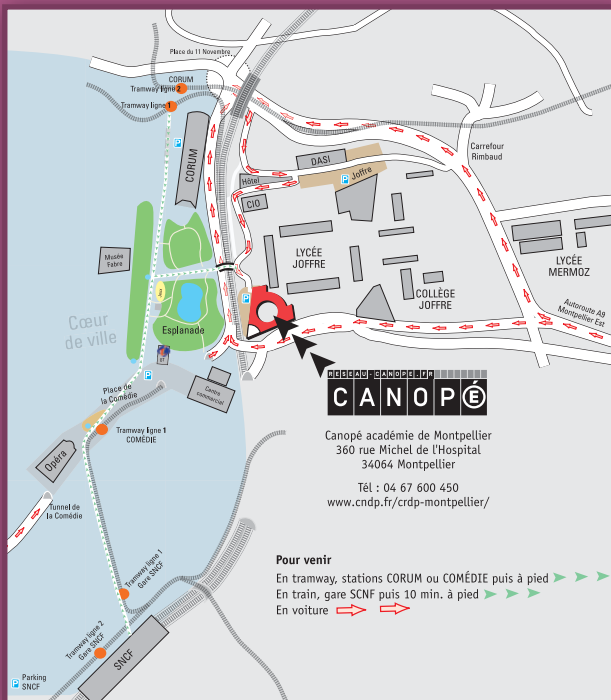 Place du 11 Novembre
CORUM
Tramway ligne 2
Tramway ligne 1
CORUM
DASI
Joffre
Hôtel
CIO
Carrefour
Rimbaud
Musée
Fabre
LYCÉE
JOFFRE
LYCÉE
MERMOZ
COLLÈGE
JOFFRE
Autoroute A9
Montpellier Est
Cœur
de ville
Esplanade
Place de
la Comédie
Centre
commercial
Tramway ligne 1
COMÉDIE
Opéra
Tunnel de
la Comédie
RESEAU-CANOPE.FR
CANOPÉ
Canopé académie de Montpellier
360 rue Michel de l'Hospital
34064 Montpellier
Tél : 04 67 600 450
www.cndp.fr/crdp-montpellier/
Pour venir
En tramway, stations CORUM ou COMÉDIE puis à pied
En train, gare SCNF puis 10 min. à pied
En voiture
Tramway ligne 1
Gare SNCF
Tramway ligne 2
Gare SNCF
SNCF
P Parking
SNCF